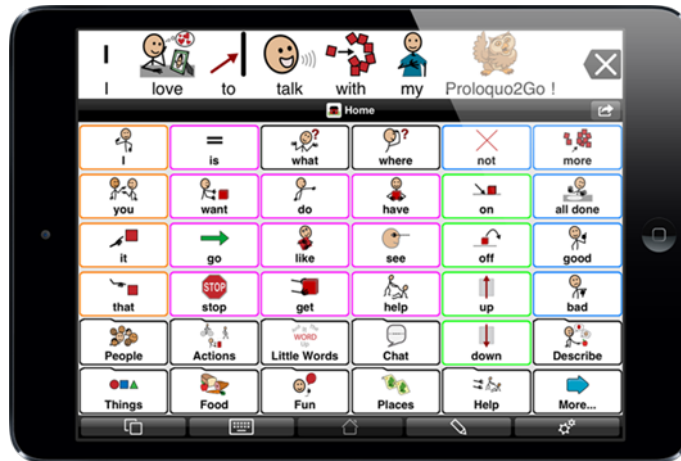 I love to talk with my Proloquo2Go !
Home
I is what where not more
you want do have on all done
it go like see off good
that STOP stop get help up bad
WORD
People Actions Little Words Chat down Describe
Things Food Fun Places Help More...